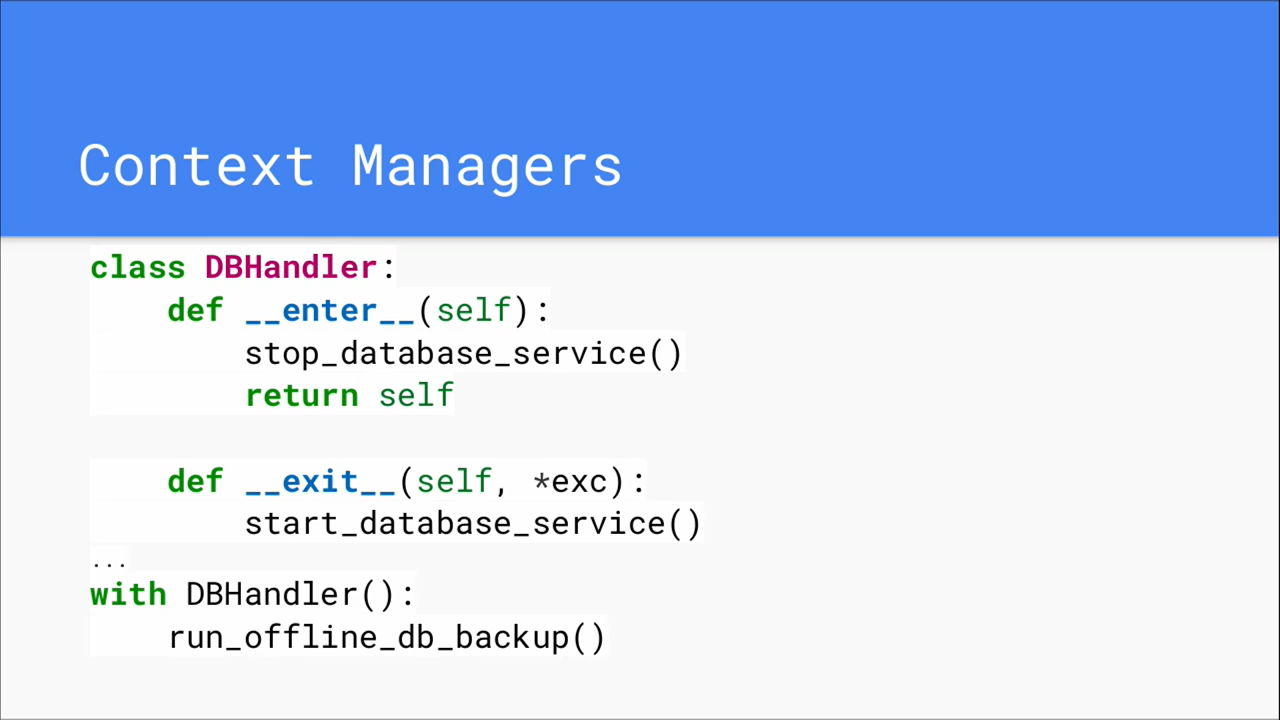 Context Managers
class DBHandler:
    def __enter__(self):
        stop_database_service()
        return self
    def __exit__(self, *exc):
        start_database_service()
...
with DBHandler():
    run_offline_db_backup()